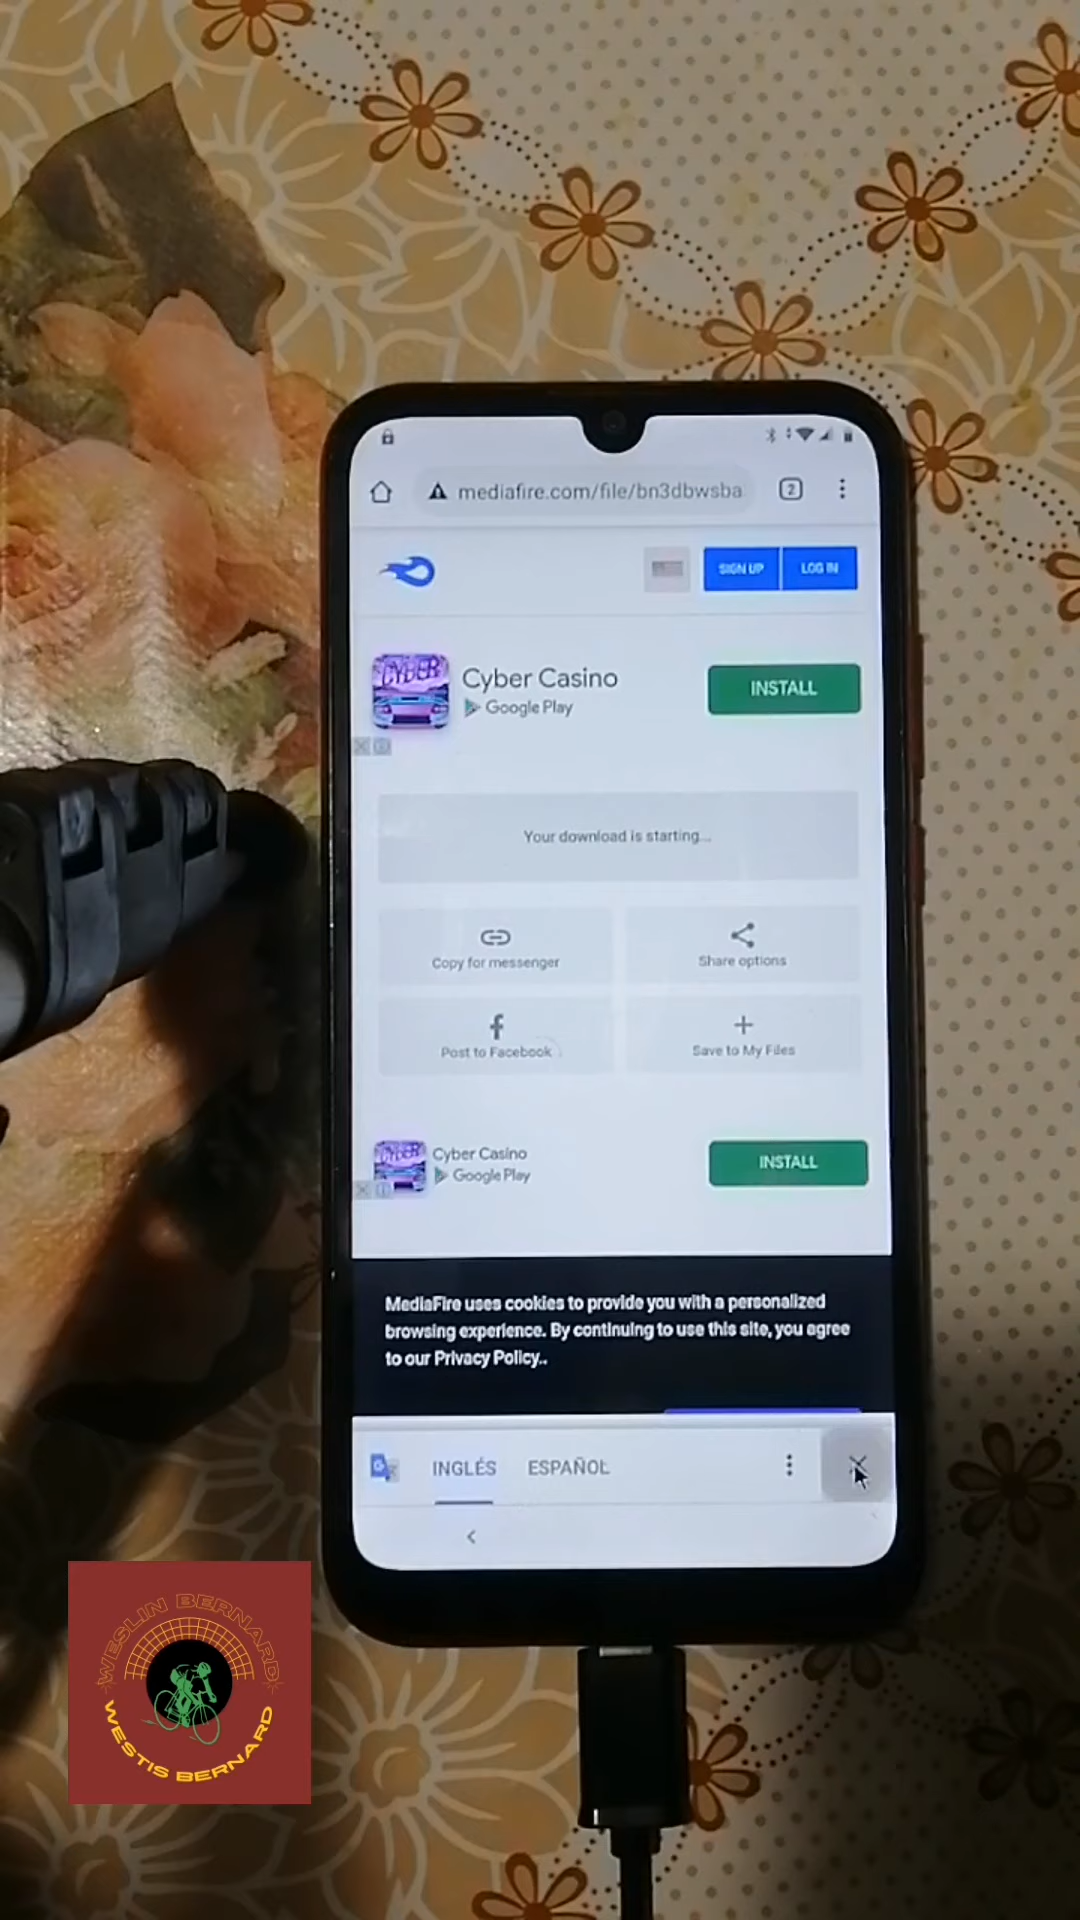 mediafire.com/file/bn3dbwsba
2
SIGN UP
LOG IN
CYBER
Cyber Casino
Google Play
INSTALL
Your download is starting...
Copy for messenger
Share options
Post to Facebook
Save to My Files
CYBER
Cyber Casino
Google Play
INSTALL
MediaFire uses cookies to provide you with a personalized
browsing experience. By continuing to use this site, you agree
to our Privacy Policy..
INGLÉS
ESPAÑOL
WESLIN BERNARD
WESTIS BERNARD